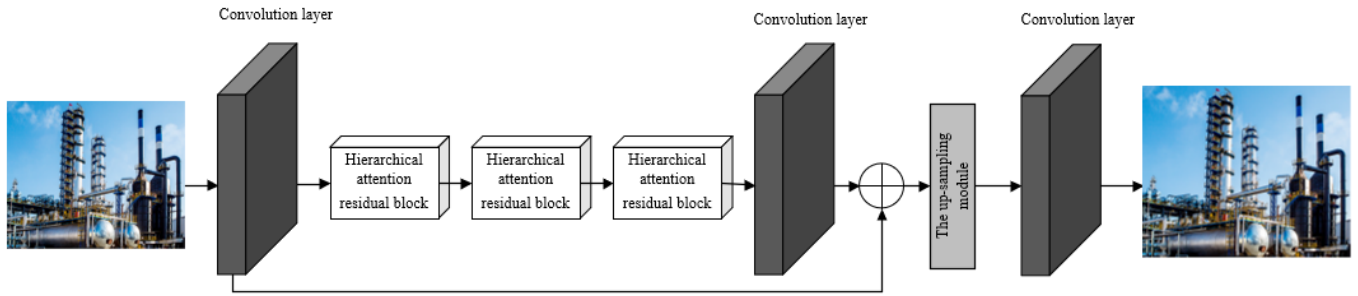 Convolution layer
Convolution layer
Convolution layer
Hierarchical
attention
residual block
Hierarchical
attention
residual block
Hierarchical
attention
residual block
The up-sampling
module